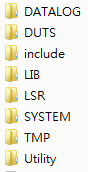 DATALOG
DUTS
include
LIB
LSR
SYSTEM
TMP
Utility